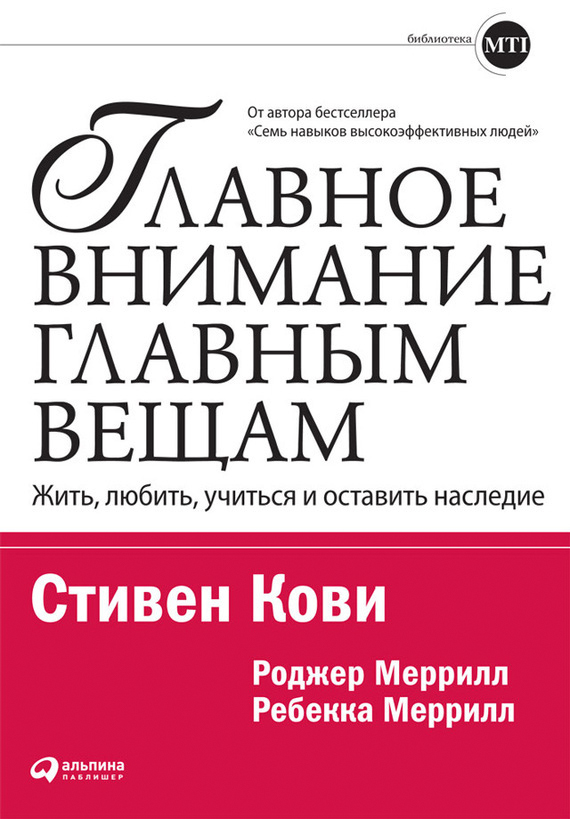 библиотека
MTI
От автора бестселлера
«Семь навыков высокоэффективных людей»
ГЛАВНОЕ
ВНИМАНИЕ
ГЛАВНЫМ
ВЕЩАМ
Жить, любить, учиться и оставить наследие
Стивен Кови
Роджер Меррилл
Ребекка Меррилл
АЛЬПИНА
ПАБЛИШЕР